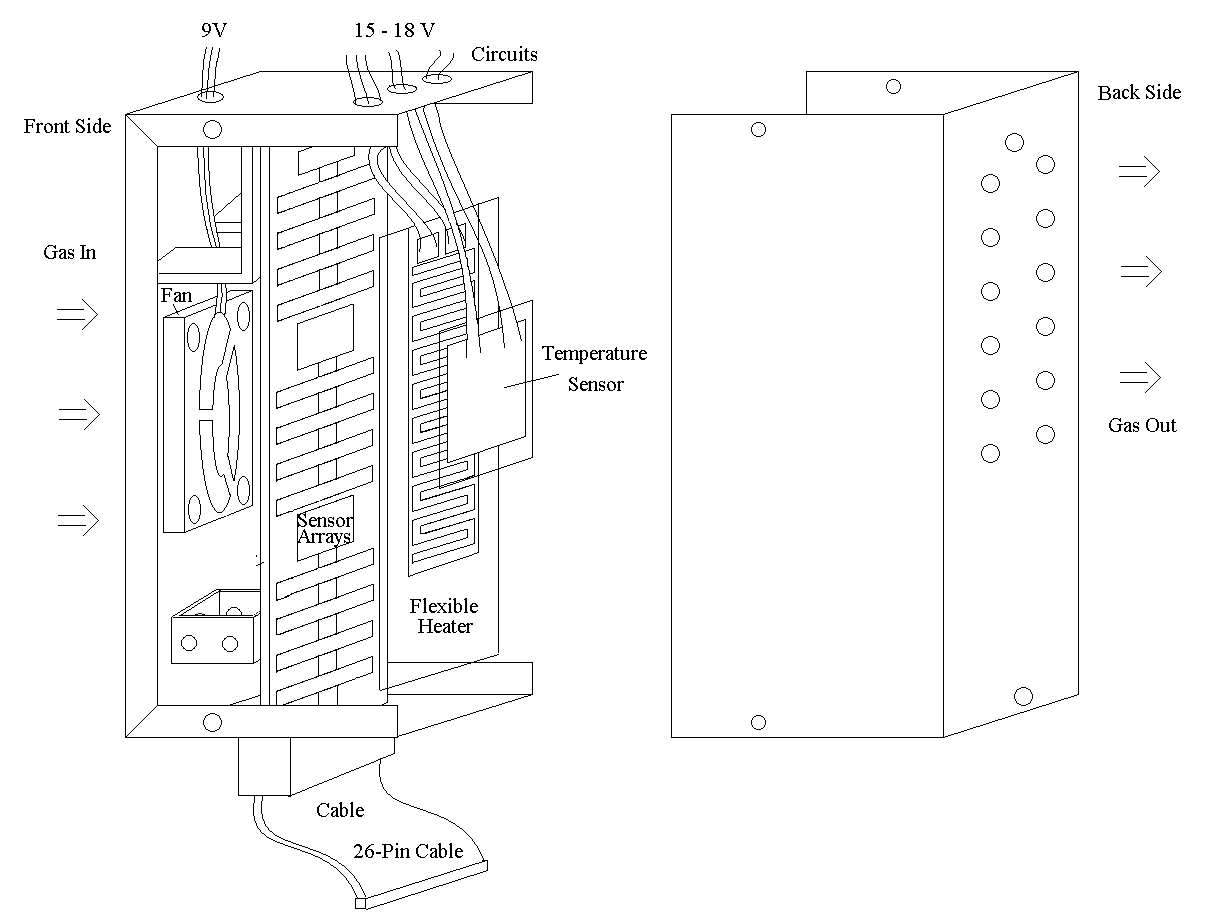 9V
15 - 18 V
Circuits
Front Side
Back Side
Gas In
Fan
Temperature
Sensor
Gas Out
Sensor
Arrays
Flexible
Heater
Cable
26-Pin Cable